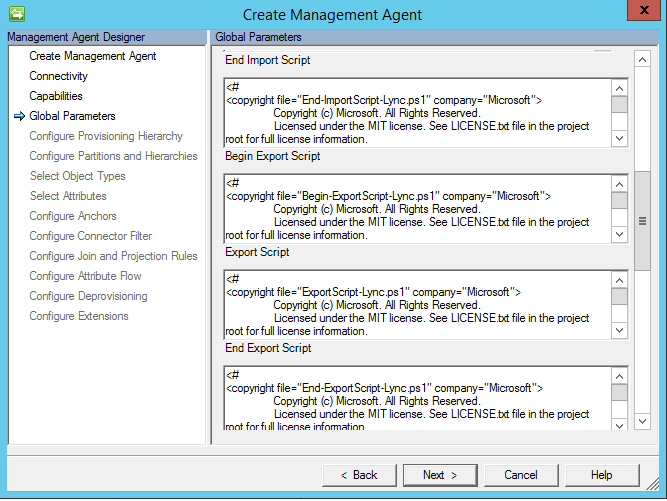 Create Management Agent
X
Management Agent Designer
Global Parameters
Create Management Agent
Connectivity
Capabilities
Global Parameters
Configure Provisioning Hierarchy
Configure Partitions and Hierarchies
Select Object Types
Select Attributes
Configure Anchors
Configure Connector Filter
Configure Join and Projection Rules
Configure Attribute Flow
Configure Deprovisioning
Configure Extensions
End Import Script
<#
<copyright file="End-ImportScript-Lync.ps1" company="Microsoft">
Copyright (c) Microsoft. All Rights Reserved.
Licensed under the MIT license. See LICENSE.txt file in the project
root for full license information.
Begin Export Script
<#
<copyright file="Begin-ExportScript-Lync.ps1" company="Microsoft">
Copyright (c) Microsoft. All Rights Reserved.
Licensed under the MIT license. See LICENSE.txt file in the project
root for full license information.
Export Script
<#
<copyright file="ExportScript-Lync.ps1" company="Microsoft">
Copyright (c) Microsoft. All Rights Reserved.
Licensed under the MIT license. See LICENSE.txt file in the project
root for full license information.
End Export Script
<#
<copyright file="End-ExportScript-Lync.ps1" company="Microsoft">
Copyright (c) Microsoft. All Rights Reserved.
Licensed under the MIT license. See LICENSE.txt file in the project
root for full license information.
< Back
Next >
Cancel
Help